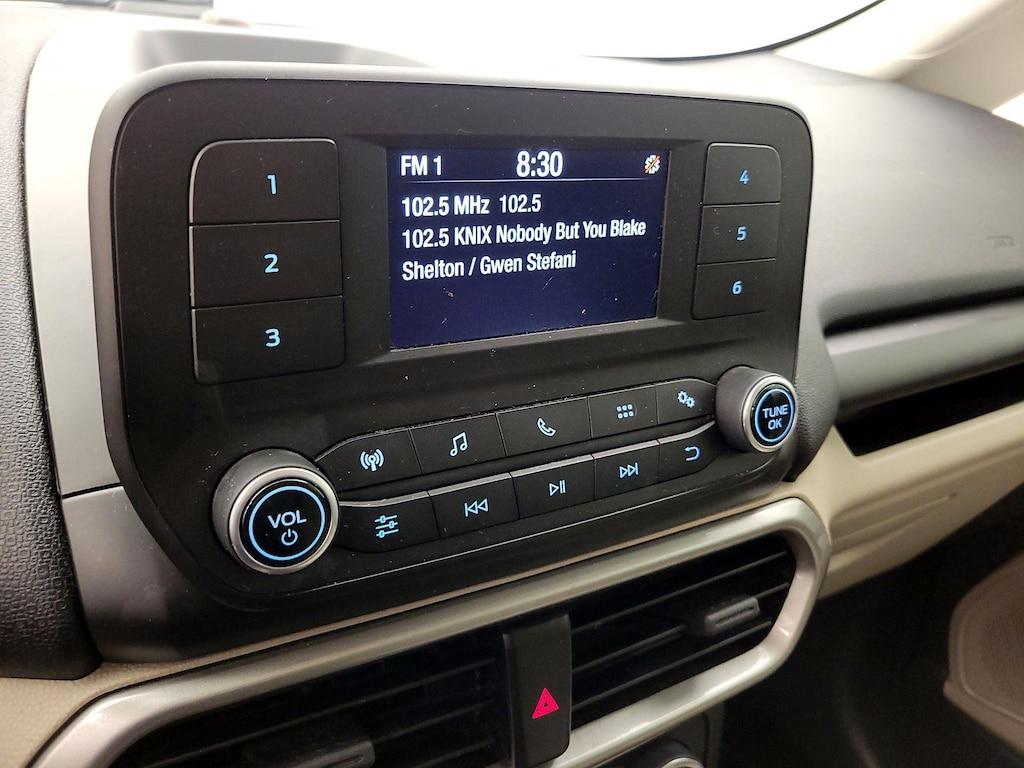 FM 1 8:30
102.5 MHz 102.5
102.5 KNIX Nobody But You Blake
Shelton / Gwen Stefani
1
2
3
4
5
6
VOL
TUNE
OK